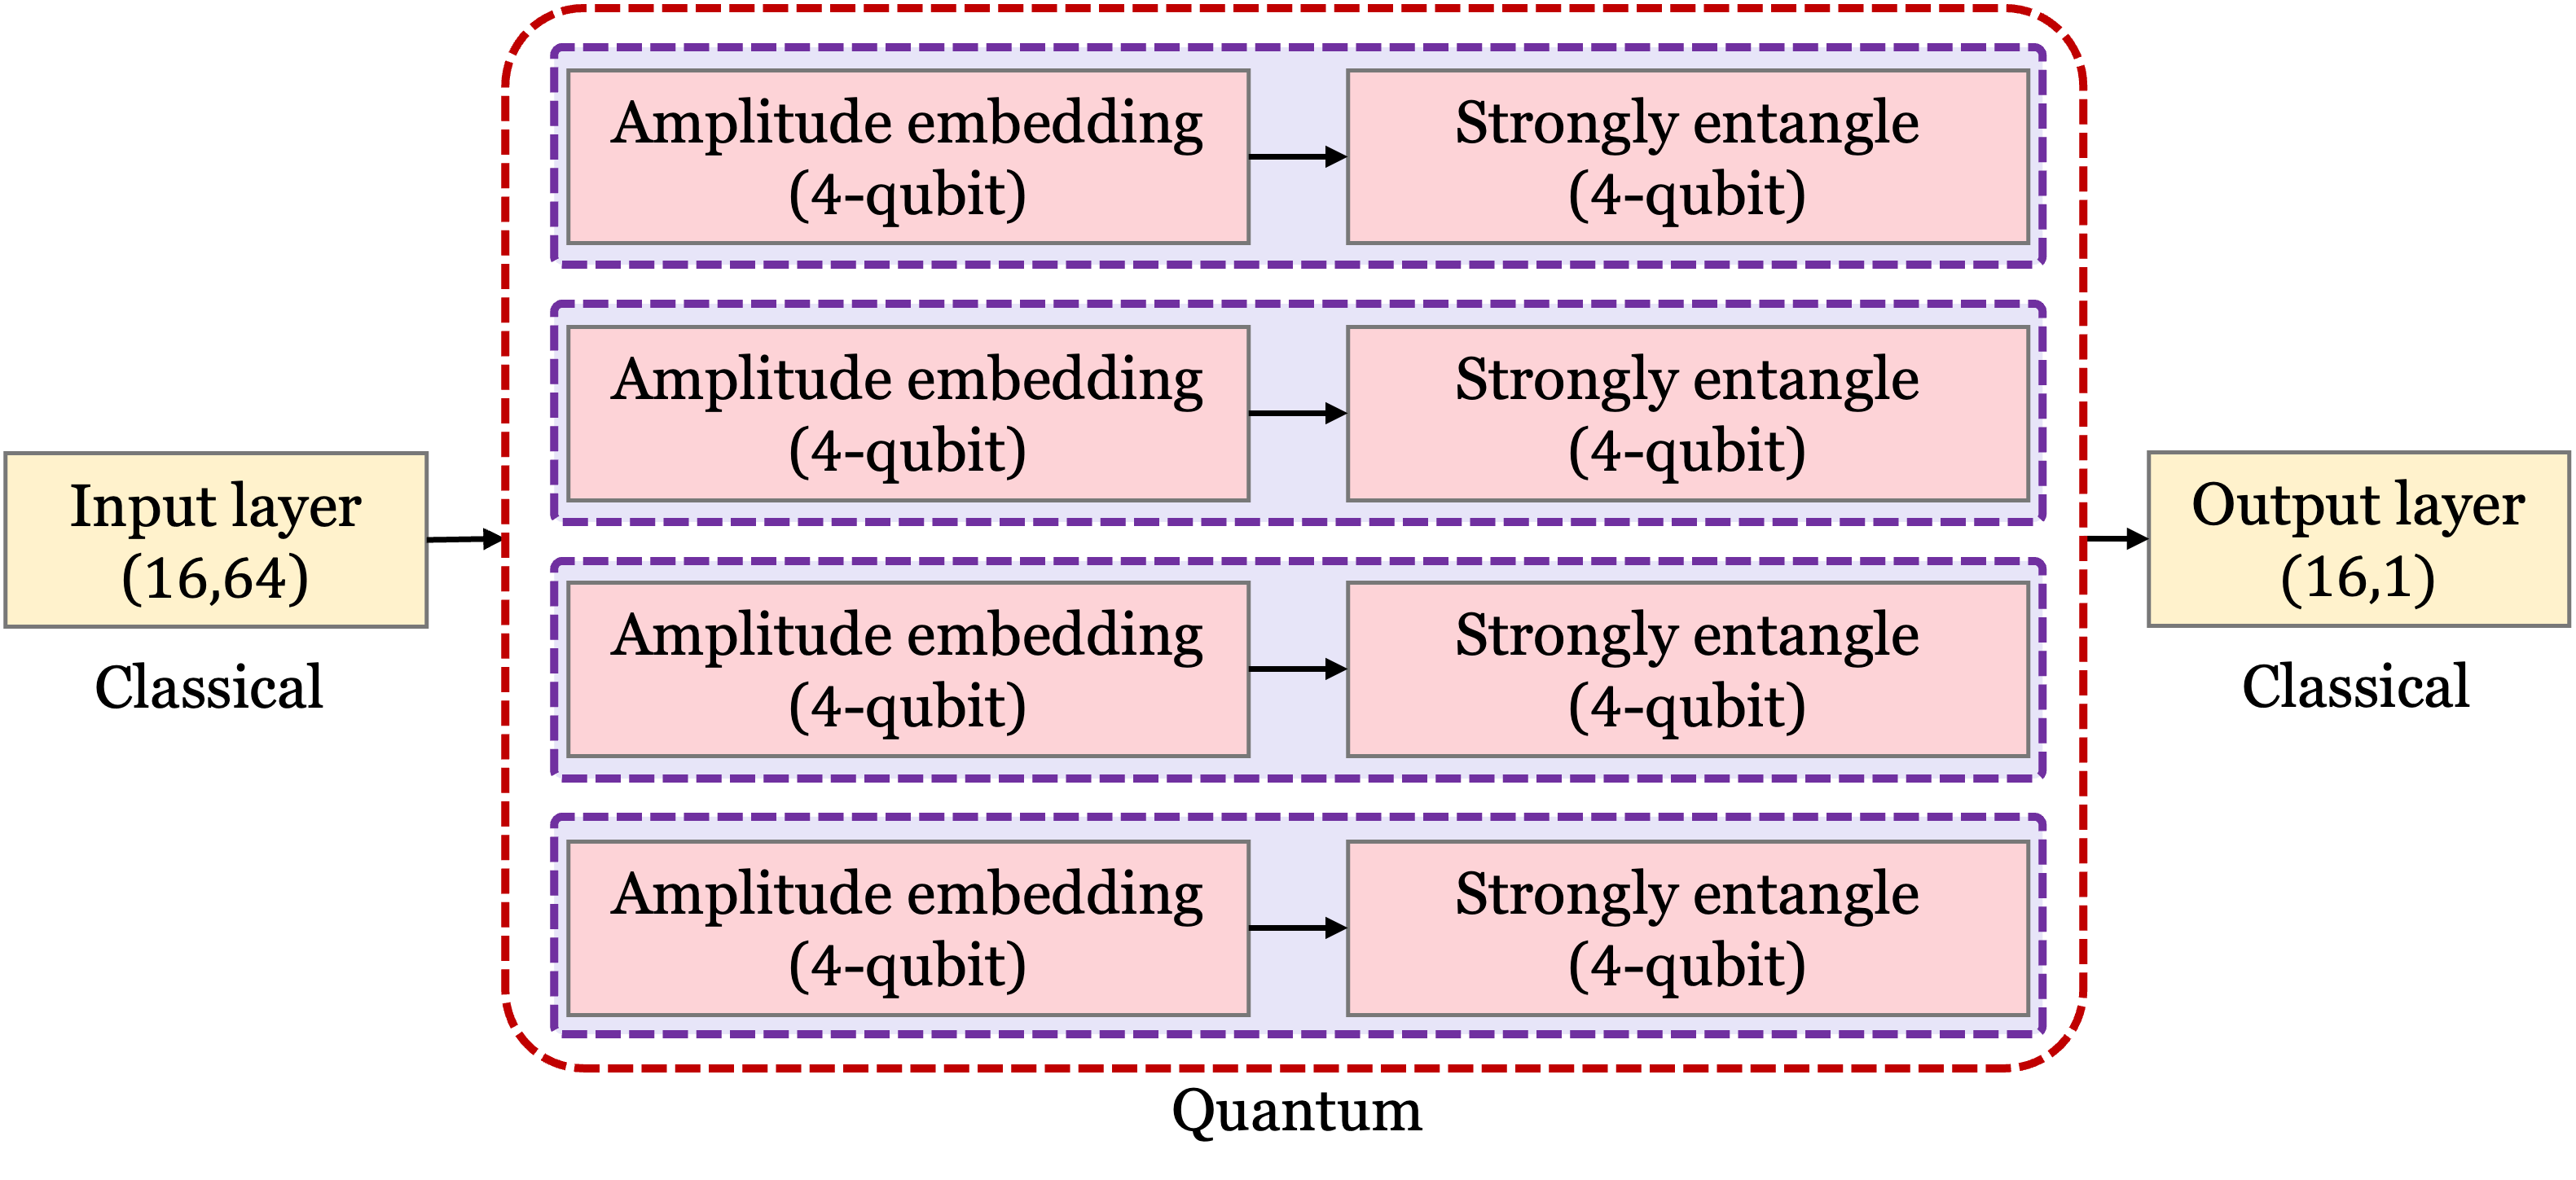 Amplitude embedding
(4-qubit)
Strongly entangle
(4-qubit)
Amplitude embedding
(4-qubit)
Strongly entangle
(4-qubit)
Input layer
(16,64)
Classical
Amplitude embedding
(4-qubit)
Strongly entangle
(4-qubit)
Amplitude embedding
(4-qubit)
Strongly entangle
(4-qubit)
Output layer
(16,1)
Classical
Quantum